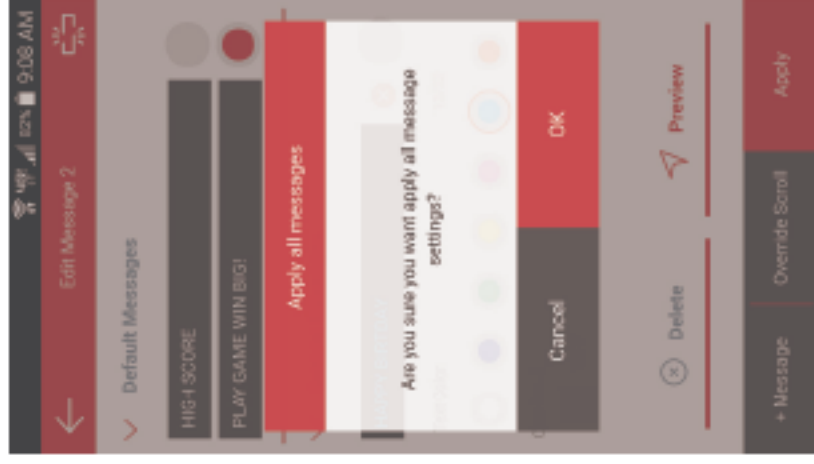 82% 9:08 AM
Edit Message 2
Default Messages
HIGH SCORE
PLAY GAME WIN BIG!
Apply all messages
Are you sure you want apply all message
settings?
Cancel
OK
Delete
Preview
+ Message
Override Scroll
Apply